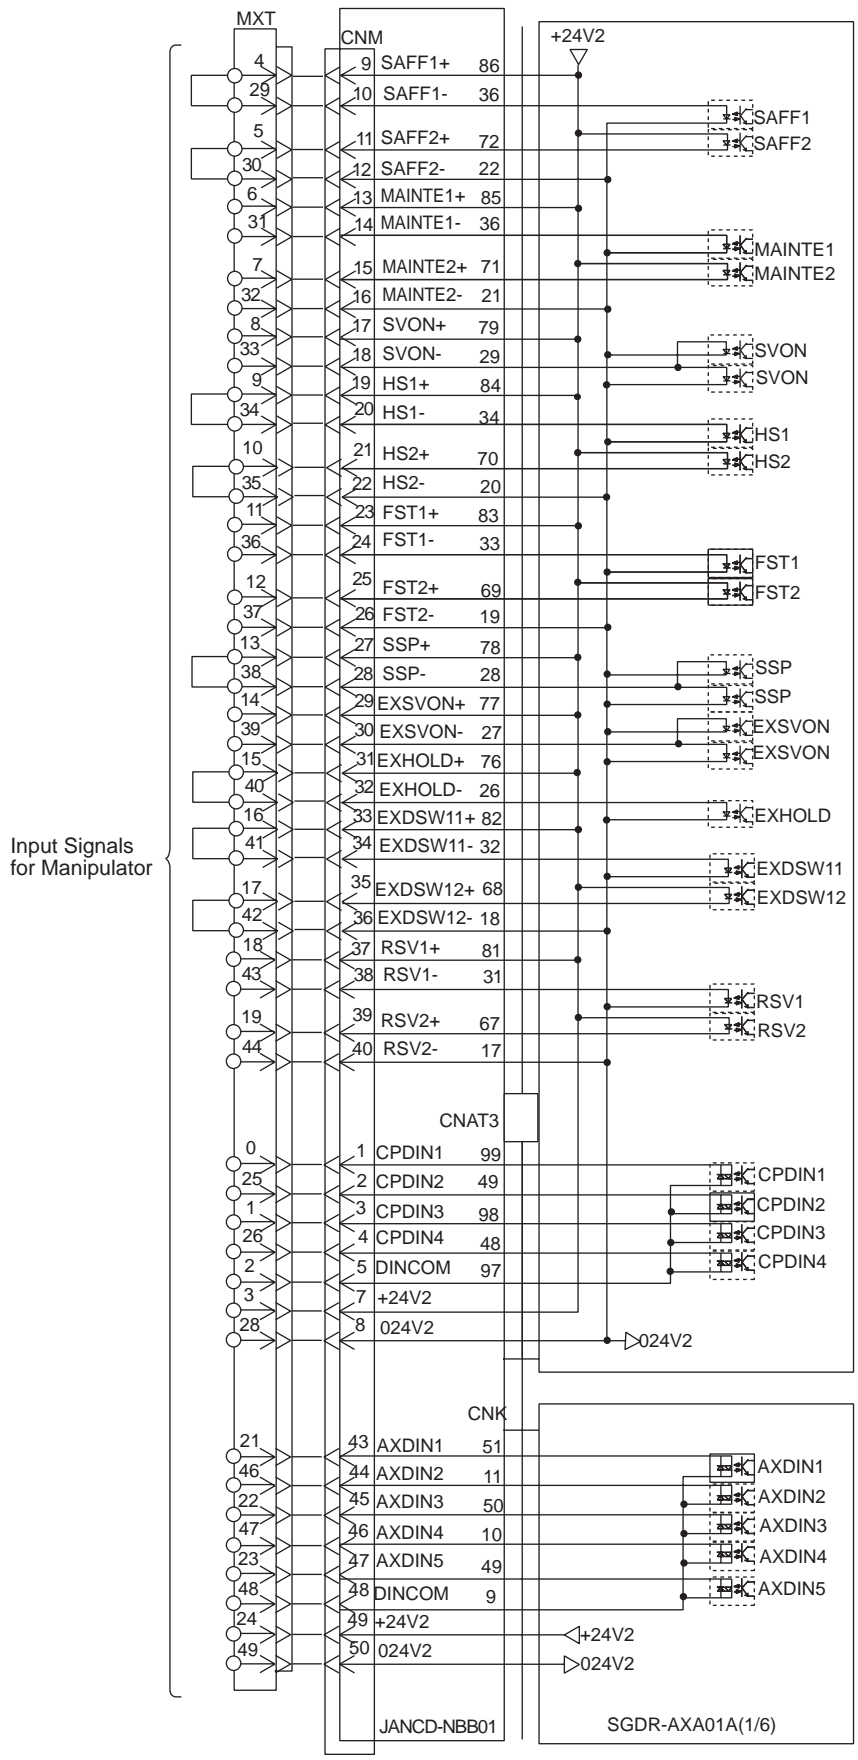 MXT
CNM
+24V2
4 9 SAFF1+ 86
29 10 SAFF1- 36
SAFF1
5 11 SAFF2+ 72
SAFF2
30 12 SAFF2- 22
6 13 MAINTE1+ 85
31 14 MAINTE1- 36
MAINTE1
7 15 MAINTE2+ 71
MAINTE2
32 16 MAINTE2- 21
8 17 SVON+ 79
33 18 SVON- 29
SVON
SVON
9 19 HS1+ 84
34 20 HS1- 34
HS1
10 21 HS2+ 70
HS2
35 22 HS2- 20
11 23 FST1+ 83
36 24 FST1- 33
FST1
12 25 FST2+ 69
FST2
37 26 FST2- 19
13 27 SSP+ 78
38 28 SSP- 28
SSP
SSP
14 29 EXSVON+ 77
39 30 EXSVON- 27
EXSVON
EXSVON
15 31 EXHOLD+ 76
40 32 EXHOLD- 26
EXHOLD
16 33 EXDSW11+ 82
41 34 EXDSW11- 32
Input Signals
for Manipulator
EXDSW11
17 35 EXDSW12+ 68
EXDSW12
42 36 EXDSW12- 18
18 37 RSV1+ 81
43 38 RSV1- 31
RSV1
19 39 RSV2+ 67
RSV2
44 40 RSV2- 17
CNAT3
0 1 CPDIN1 99
CPDIN1
25 2 CPDIN2 49
CPDIN2
1 3 CPDIN3 98
CPDIN3
26 4 CPDIN4 48
CPDIN4
2 5 DINCOM 97
3 7 +24V2
28 8 024V2
024V2
CNK
21 43 AXDIN1 51
AXDIN1
46 44 AXDIN2 11
AXDIN2
22 45 AXDIN3 50
AXDIN3
47 46 AXDIN4 10
AXDIN4
23 47 AXDIN5 49
AXDIN5
48 48 DINCOM 9
24 49 +24V2
+24V2
49 50 024V2
024V2
JANCD-NBB01
SGDR-AXA01A(1/6)